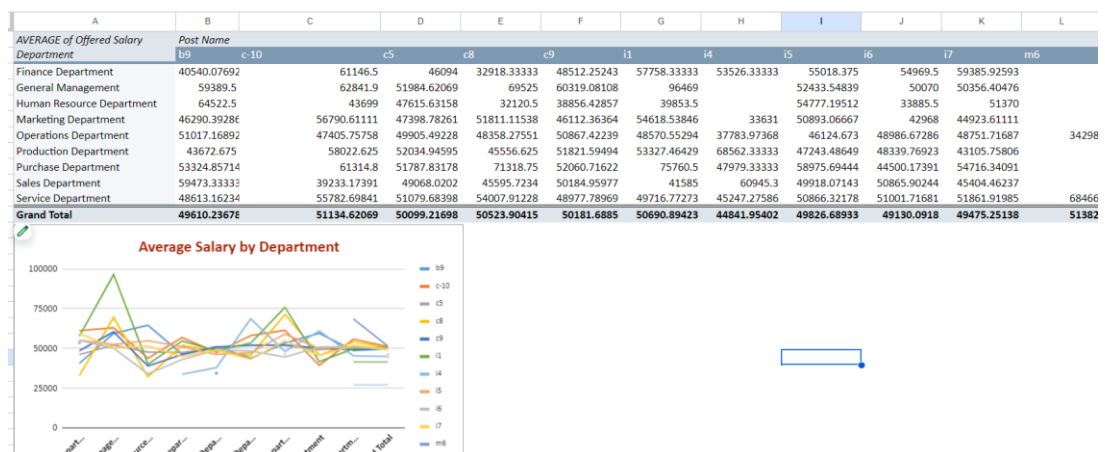 A B C D E F G H I J K L
AVERAGE of Offered Salary Post Name
Department b9 c-10 c5 c8 c9 i1 i4 i5 i6 i7 m6
Finance Department 40540.07692 61146.5 46094 32918.33333 48512.25243 57758.33333 53526.33333 55018.375 54969.5 59385.92593
General Management 59389.5 62841.9 51984.62069 69525 60319.08108 96469 52433.54839 50070 50356.40476
Human Resource Department 64522.5 43699 47615.63158 32120.5 38856.42857 39853.5 54777.19512 33885.5 51370
Marketing Department 46290.39286 56790.61111 47398.78261 51811.11538 46112.36364 54618.53846 33631 50893.06667 42968 44923.61111
Operations Department 51017.16892 47405.75758 49905.49228 48358.27551 50867.42239 48570.55294 37783.97368 46124.673 48986.67286 48751.71687 34298
Production Department 43672.675 58022.625 52034.94595 45556.625 51821.59494 53327.46429 68562.33333 47243.48649 48339.76923 43105.75806
Purchase Department 53324.85714 61314.8 51787.83178 71318.75 52060.71622 75760.5 47979.33333 58975.69444 44500.17391 54716.34091
Sales Department 59473.33333 39233.17391 49068.0202 45595.7234 50184.95977 41585 60945.3 49918.07143 50865.90244 45404.46237
Service Department 48613.16234 55782.69841 51079.68398 54007.91228 48977.78969 49716.77273 45247.27586 50866.32178 51001.71681 51861.91985 68466
Grand Total 49610.23678 51134.62069 50099.21698 50523.90415 50181.6885 50690.89423 44841.95402 49826.68933 49130.0918 49475.25138 51382
Average Salary by Department
100000
75000
50000
25000
0
b9
c-10
c5
c8
c9
i1
i4
i5
i6
i7
m6